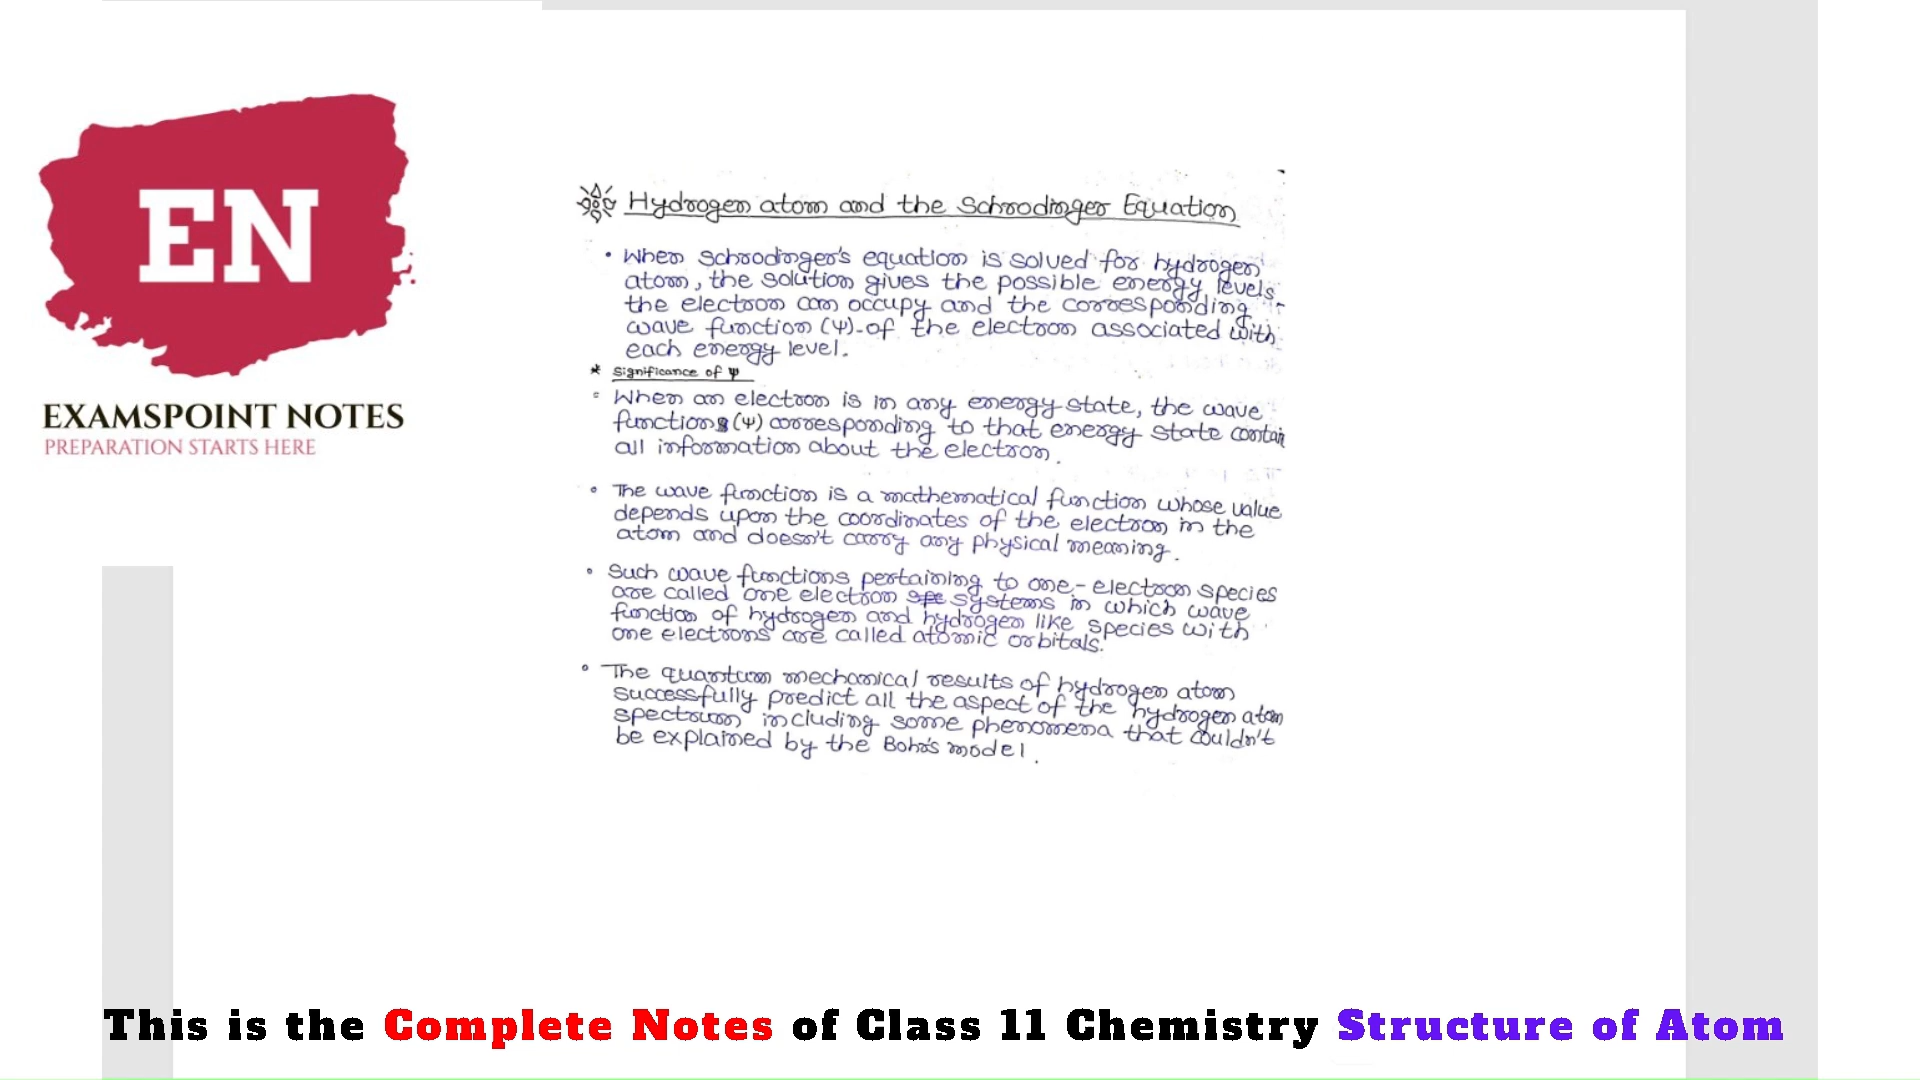 EN
EXAMSPOINT NOTES
PREPARATION STARTS HERE
Hydrogen atom and the Schrodinger Equation
• When Schrodinger's equation is solved for hydrogen
atom, the solution gives the possible energy levels
the electron can occupy and the corresponding
wave function (Ψ) of the electron associated with
each energy level.
* Significance of Ψ
• When an electron is in any energy state, the wave
functions (Ψ) corresponding to that energy state contain
all information about the electron.
• The wave function is a mathematical function whose value
depends upon the coordinates of the electron in the
atom and doesn't carry any physical meaning.
• Such wave functions pertaining to one-electron species
are called one electron systems in which wave
function of hydrogen and hydrogen like species with
one electrons are called atomic orbitals.
• The quantum mechanical results of hydrogen atom
successfully predict all the aspect of the hydrogen atom
spectrum including some phenomena that couldn't
be explained by the Bohr's model.
This is the Complete Notes of Class 11 Chemistry Structure of Atom